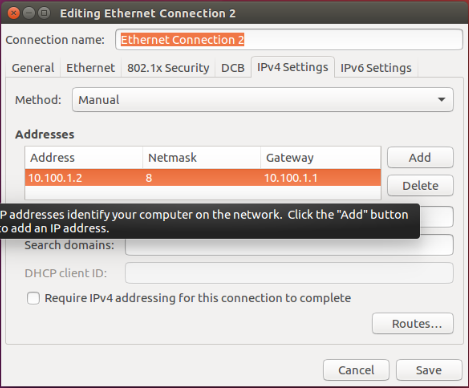 Editing Ethernet Connection 2
Connection name: Ethernet Connection 2
General Ethernet 802.1x Security DCB IPv4 Settings IPv6 Settings
Method: Manual
Addresses
Address Netmask Gateway Add
10.100.1.2 8 10.100.1.1
Delete
IP addresses identify your computer on the network. Click the "Add" button
to add an IP address.
Search domains:
DHCP client ID:
Require IPv4 addressing for this connection to complete
Routes...
Cancel Save